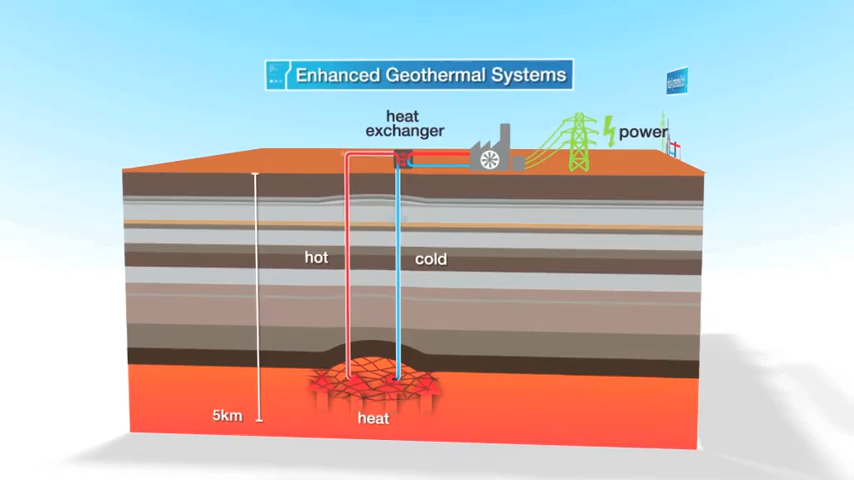 Enhanced Geothermal Systems
heat
exchanger
power
hot
cold
5km
heat